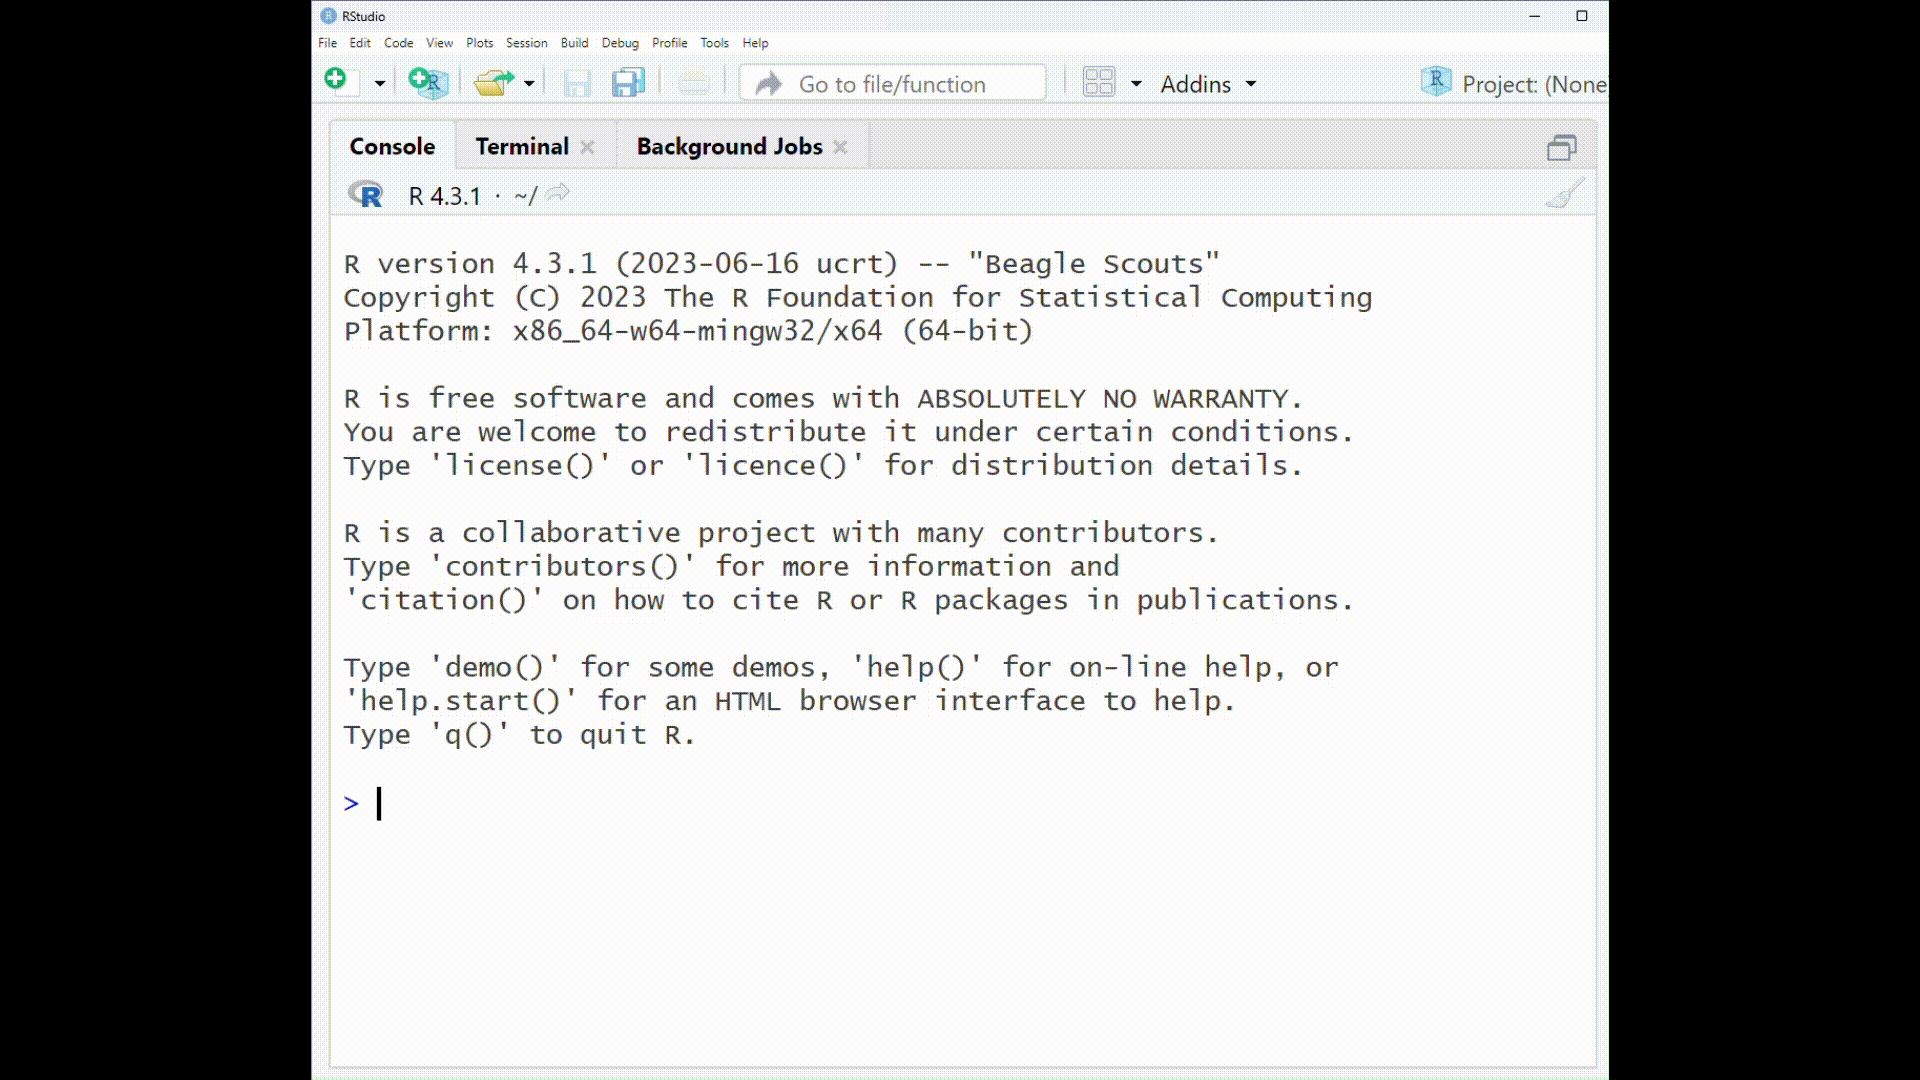 RStudio
File Edit Code View Plots Session Build Debug Profile Tools Help
R Go to file/function Addins R Project: (None
Console Terminal Background Jobs
R R 4.3.1 · ~/
R version 4.3.1 (2023-06-16 ucrt) -- "Beagle Scouts"
Copyright (C) 2023 The R Foundation for Statistical Computing
Platform: x86_64-w64-mingw32/x64 (64-bit)
R is free software and comes with ABSOLUTELY NO WARRANTY.
You are welcome to redistribute it under certain conditions.
Type 'license()' or 'licence()' for distribution details.
R is a collaborative project with many contributors.
Type 'contributors()' for more information and
'citation()' on how to cite R or R packages in publications.
Type 'demo()' for some demos, 'help()' for on-line help, or
'help.start()' for an HTML browser interface to help.
Type 'q()' to quit R.
>